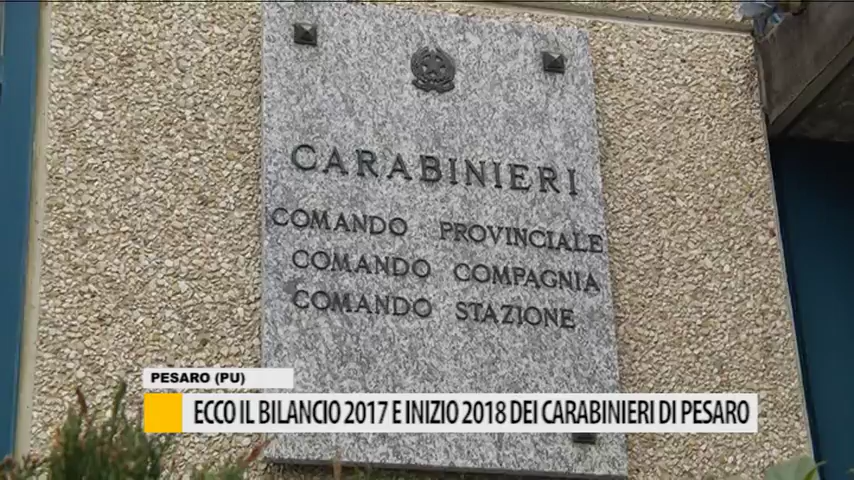 CARABINIERI
COMANDO PROVINCIALE
COMANDO COMPAGNIA
COMANDO STAZIONE
PESARO (PU)
ECCO IL BILANCIO 2017 E INIZIO 2018 DEI CARABINIERI DI PESARO